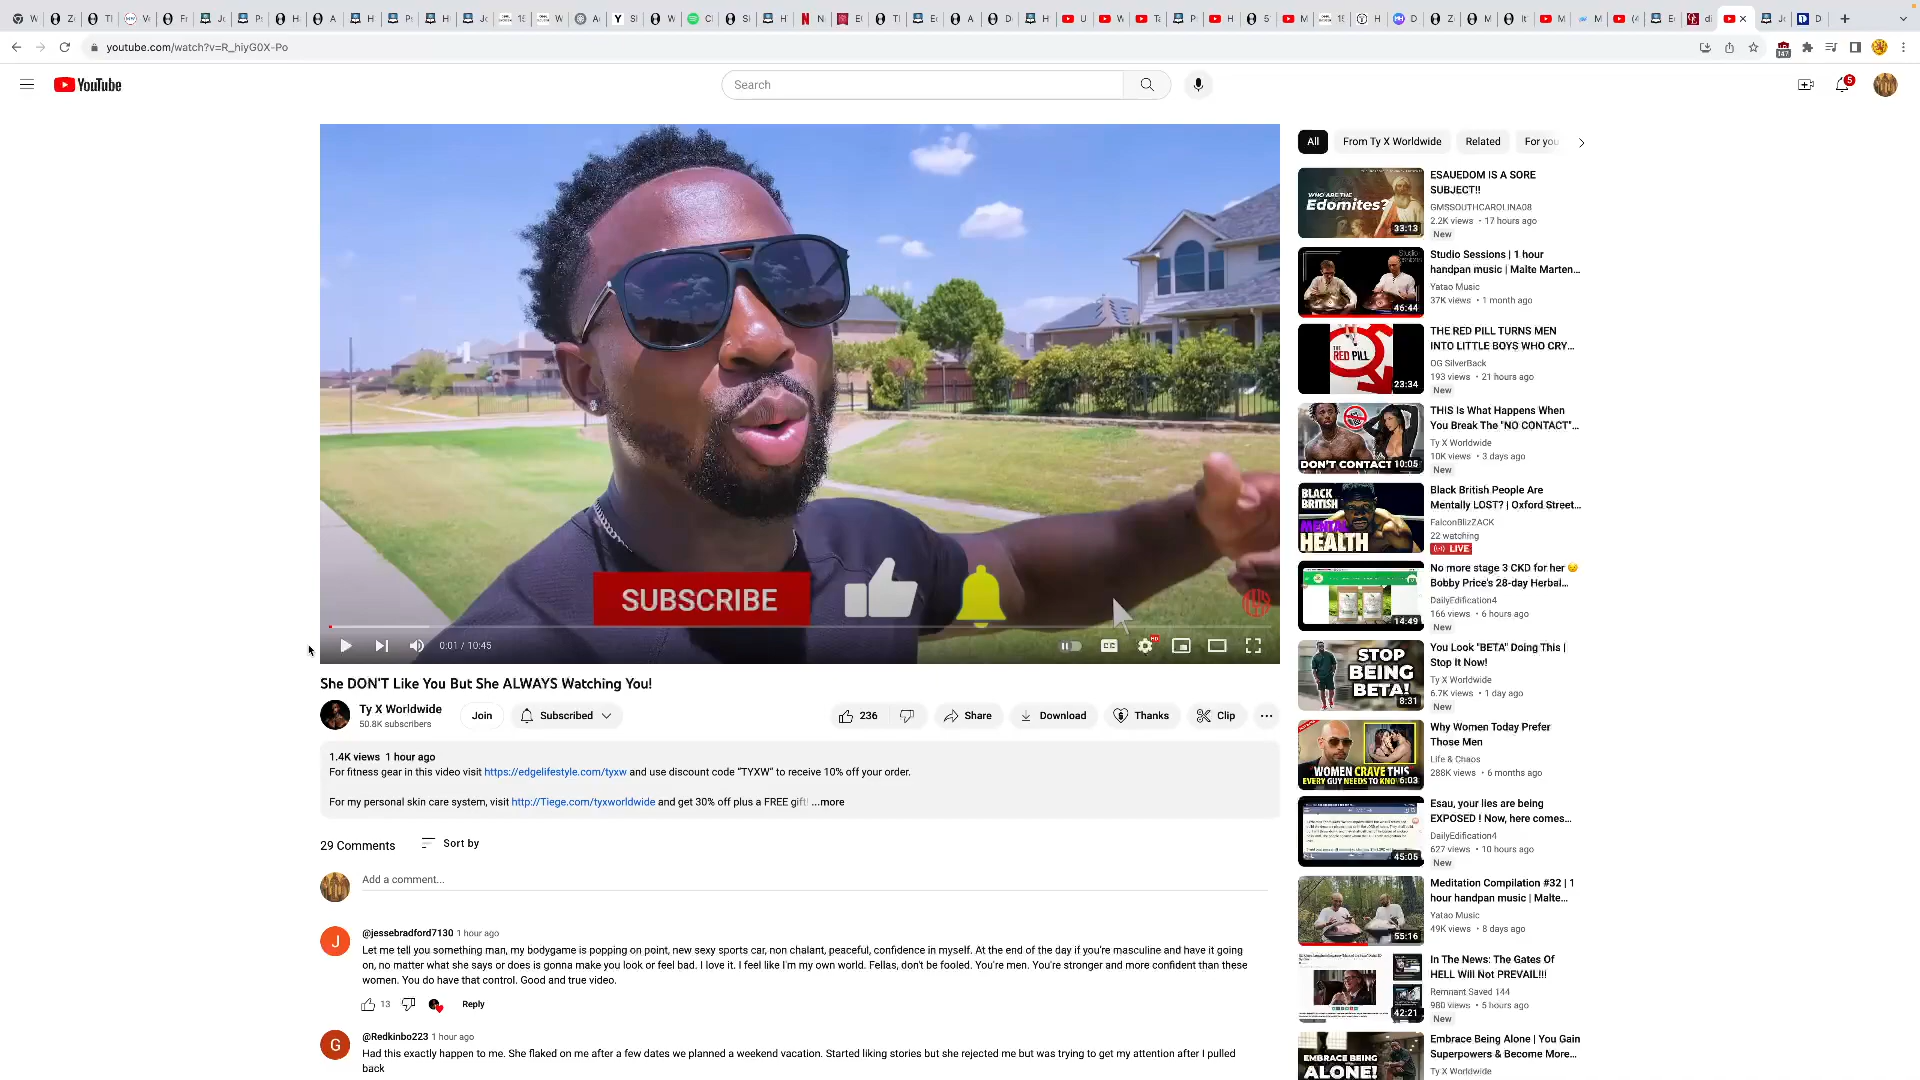 youtube.com/watch?v=R_hiyG0X-Po
147
YouTube
Search
5
SUBSCRIBE
0:01 / 10:45
CC
HD
She DON'T Like You But She ALWAYS Watching You!
Ty X Worldwide
50.8K subscribers
Join
Subscribed
236
Share
Download
Thanks
Clip
1.4K views 1 hour ago
For fitness gear in this video visit https://edgelifestyle.com/tyxw and use discount code "TYXW" to receive 10% off your order.
For my personal skin care system, visit http://Tiege.com/tyxworldwide and get 30% off plus a FREE gift! ...more
29 Comments
Sort by
Add a comment...
J
@jessebradford7130 1 hour ago
Let me tell you something man, my bodygame is popping on point, new sexy sports car, non chalant, peaceful, confidence in myself. At the end of the day if you're masculine and have it going
on, no matter what she says or does is gonna make you look or feel bad. I love it. I feel like I'm my own world. Fellas, don't be fooled. You're men. You're stronger and more confident than these
women. You do have that control. Good and true video.
13
Reply
G
@Redkinbo223 1 hour ago
Had this exactly happen to me. She flaked on me after a few dates we planned a weekend vacation. Started liking stories but she rejected me but was trying to get my attention after I pulled
back
All
From Ty X Worldwide
Related
For you
WHO ARE THE
Edomites?
33:13
ESAUEDOM IS A SORE
SUBJECT!!
GMSSOUTHCAROLINA08
2.2K views • 17 hours ago
New
46:44
Studio Sessions | 1 hour
handpan music | Malte Marten...
Yatao Music
37K views • 1 month ago
RED PILL
23:34
THE RED PILL TURNS MEN
INTO LITTLE BOYS WHO CRY...
OG SilverBack
193 views • 21 hours ago
New
DON'T CONTACT
10:05
THIS Is What Happens When
You Break The "NO CONTACT"...
Ty X Worldwide
10K views • 3 days ago
New
BLACK
BRITISH
MENTAL
HEALTH
Black British People Are
Mentally LOST? | Oxford Street...
FalconBlizZACK
22 watching
LIVE
14:49
No more stage 3 CKD for her
Bobby Price's 28-day Herbal...
DailyEdification4
166 views • 6 hours ago
New
STOP
BEING
BETA!
8:31
You Look "BETA" Doing This |
Stop It Now!
Ty X Worldwide
6.7K views • 1 day ago
New
WOMEN CRAVE THIS
EVERY GUY NEEDS TO KNOW
6:03
Why Women Today Prefer
Those Men
Life & Chaos
288K views • 6 months ago
45:05
Esau, your lies are being
EXPOSED ! Now, here comes...
DailyEdification4
627 views • 10 hours ago
New
55:16
Meditation Compilation #32 | 1
hour handpan music | Malte...
Yatao Music
49K views • 8 days ago
42:21
In The News: The Gates Of
HELL Will Not PREVAIL!!!
Remnant Saved 144
980 views • 5 hours ago
New
EMBRACE BEING
ALONE!
Embrace Being Alone | You Gain
Superpowers & Become More...
Ty X Worldwide